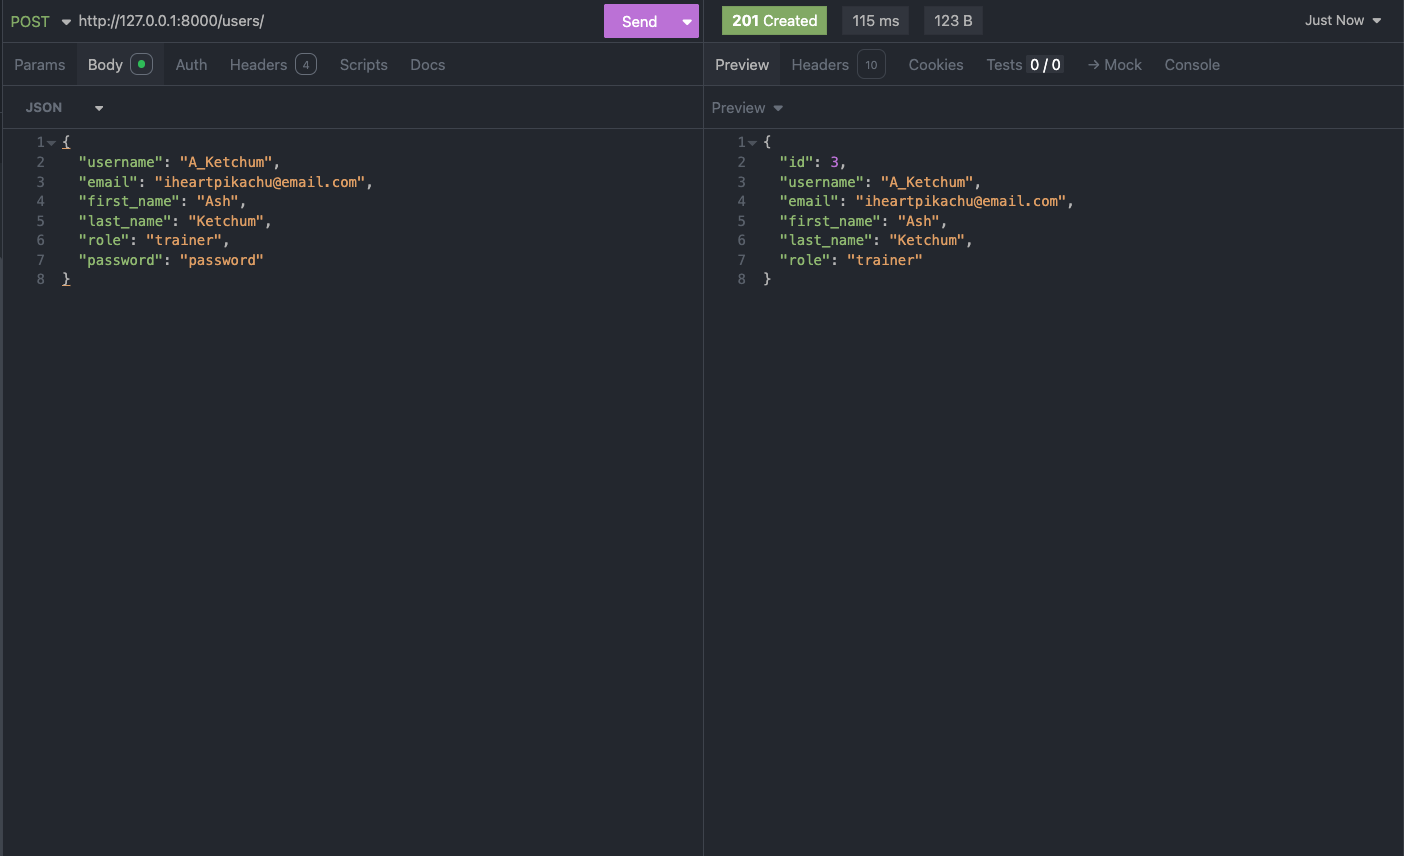 POST http://127.0.0.1:8000/users/ Send 201 Created 115 ms 123 B Just Now
Params Body Auth Headers 4 Scripts Docs
Preview Headers 10 Cookies Tests 0 / 0 → Mock Console
JSON
Preview
1 {
2 "username": "A_Ketchum",
3 "email": "iheartpikachu@email.com",
4 "first_name": "Ash",
5 "last_name": "Ketchum",
6 "role": "trainer",
7 "password": "password"
8 }
1 {
2 "id": 3,
3 "username": "A_Ketchum",
4 "email": "iheartpikachu@email.com",
5 "first_name": "Ash",
6 "last_name": "Ketchum",
7 "role": "trainer"
8 }